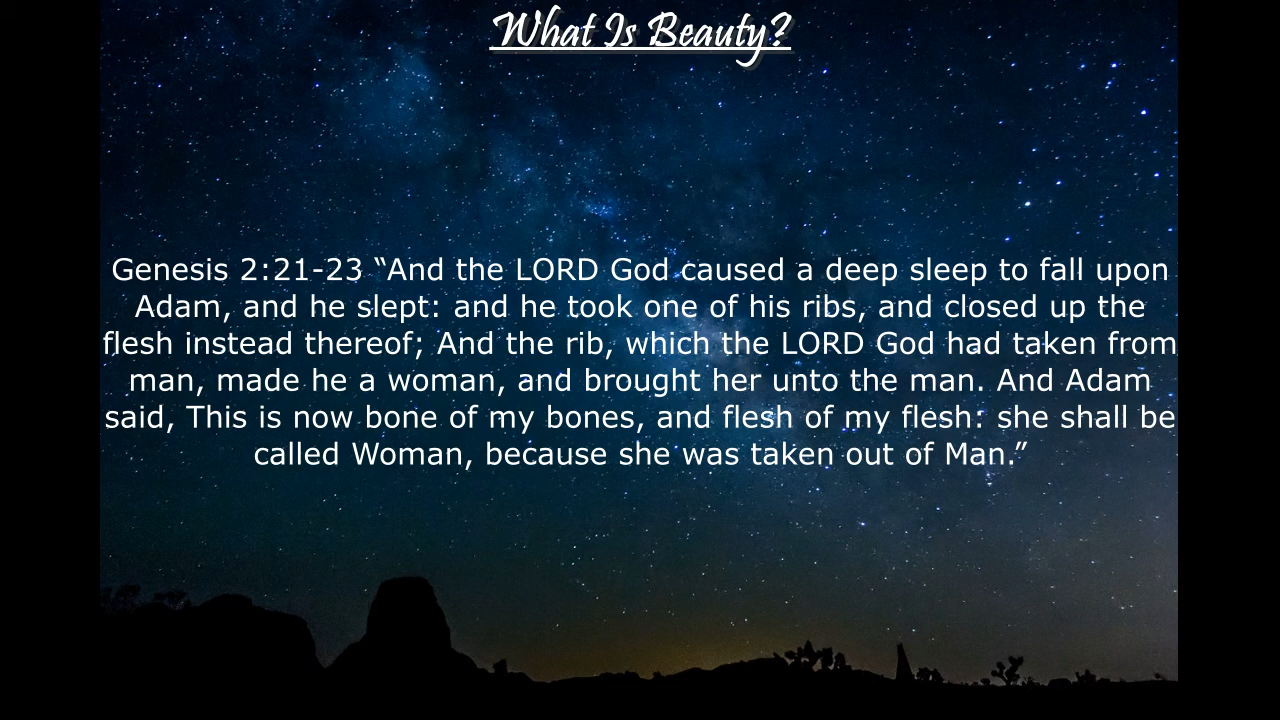 What Is Beauty?
Genesis 2:21-23 “And the LORD God caused a deep sleep to fall upon
Adam, and he slept: and he took one of his ribs, and closed up the
flesh instead thereof; And the rib, which the LORD God had taken from
man, made he a woman, and brought her unto the man. And Adam
said, This is now bone of my bones, and flesh of my flesh: she shall be
called Woman, because she was taken out of Man.”